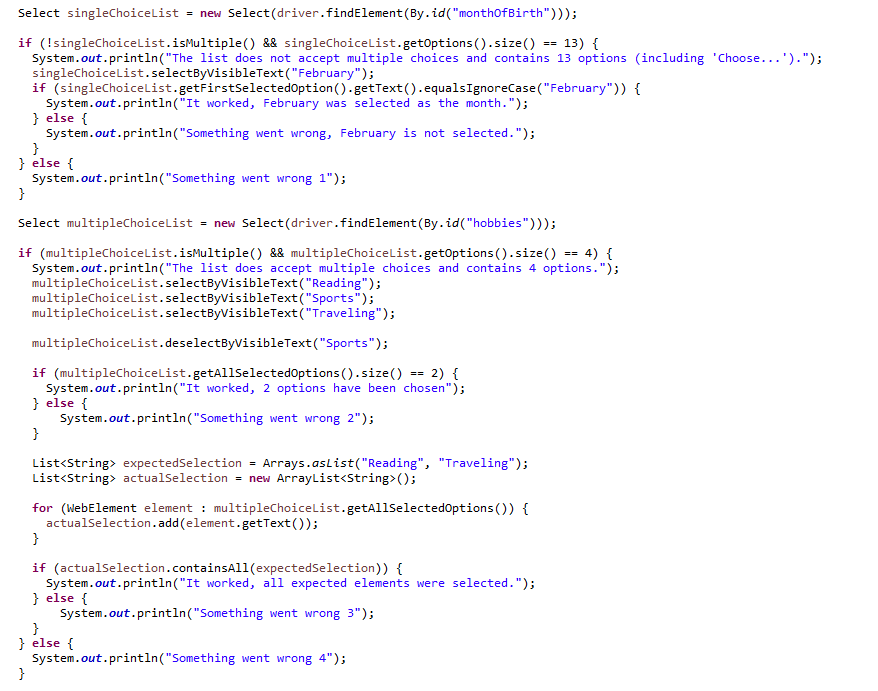 Select singleChoiceList = new Select(driver.findElement(By.id("monthOfBirth")));

if (!singleChoiceList.isMultiple() && singleChoiceList.getOptions().size() == 13) {
  System.out.println("The list does not accept multiple choices and contains 13 options (including 'Choose...').");
  singleChoiceList.selectByVisibleText("February");
  if (singleChoiceList.getFirstSelectedOption().getText().equalsIgnoreCase("February")) {
    System.out.println("It worked, February was selected as the month.");
  } else {
    System.out.println("Something went wrong, February is not selected.");
  }
} else {
  System.out.println("Something went wrong 1");
}

Select multipleChoiceList = new Select(driver.findElement(By.id("hobbies")));

if (multipleChoiceList.isMultiple() && multipleChoiceList.getOptions().size() == 4) {
  System.out.println("The list does accept multiple choices and contains 4 options.");
  multipleChoiceList.selectByVisibleText("Reading");
  multipleChoiceList.selectByVisibleText("Sports");
  multipleChoiceList.selectByVisibleText("Traveling");

  multipleChoiceList.deselectByVisibleText("Sports");

  if (multipleChoiceList.getAllSelectedOptions().size() == 2) {
    System.out.println("It worked, 2 options have been chosen");
  } else {
      System.out.println("Something went wrong 2");
  }

  List<String> expectedSelection = Arrays.asList("Reading", "Traveling");
  List<String> actualSelection = new ArrayList<String>();

  for (WebElement element : multipleChoiceList.getAllSelectedOptions()) {
    actualSelection.add(element.getText());
  }

  if (actualSelection.containsAll(expectedSelection)) {
    System.out.println("It worked, all expected elements were selected.");
  } else {
      System.out.println("Something went wrong 3");
  }
} else {
  System.out.println("Something went wrong 4");
}